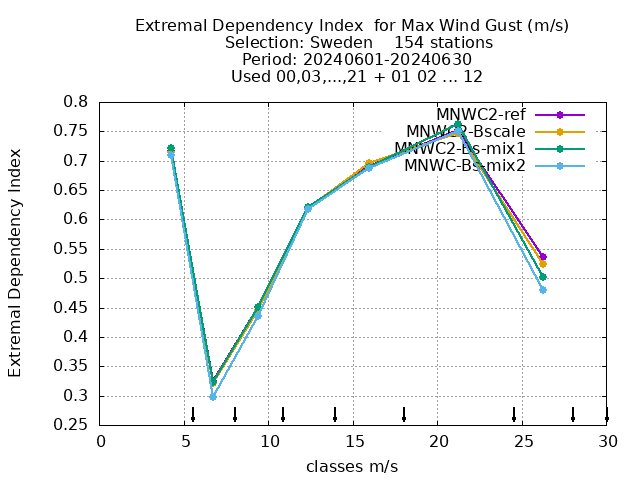 Extremal Dependency Index  for Max Wind Gust (m/s)
Selection: Sweden    154 stations
Period: 20240601-20240630
Used 00,03,...,21 + 01 02 ... 12
MNWC2-ref
MNWC2-Bscale
MNWC2-Bs-mix1
MNWC-Bs-mix2
Extremal Dependency Index
0.8
0.75
0.7
0.65
0.6
0.55
0.5
0.45
0.4
0.35
0.3
0.25
0 5 10 15 20 25 30
classes m/s